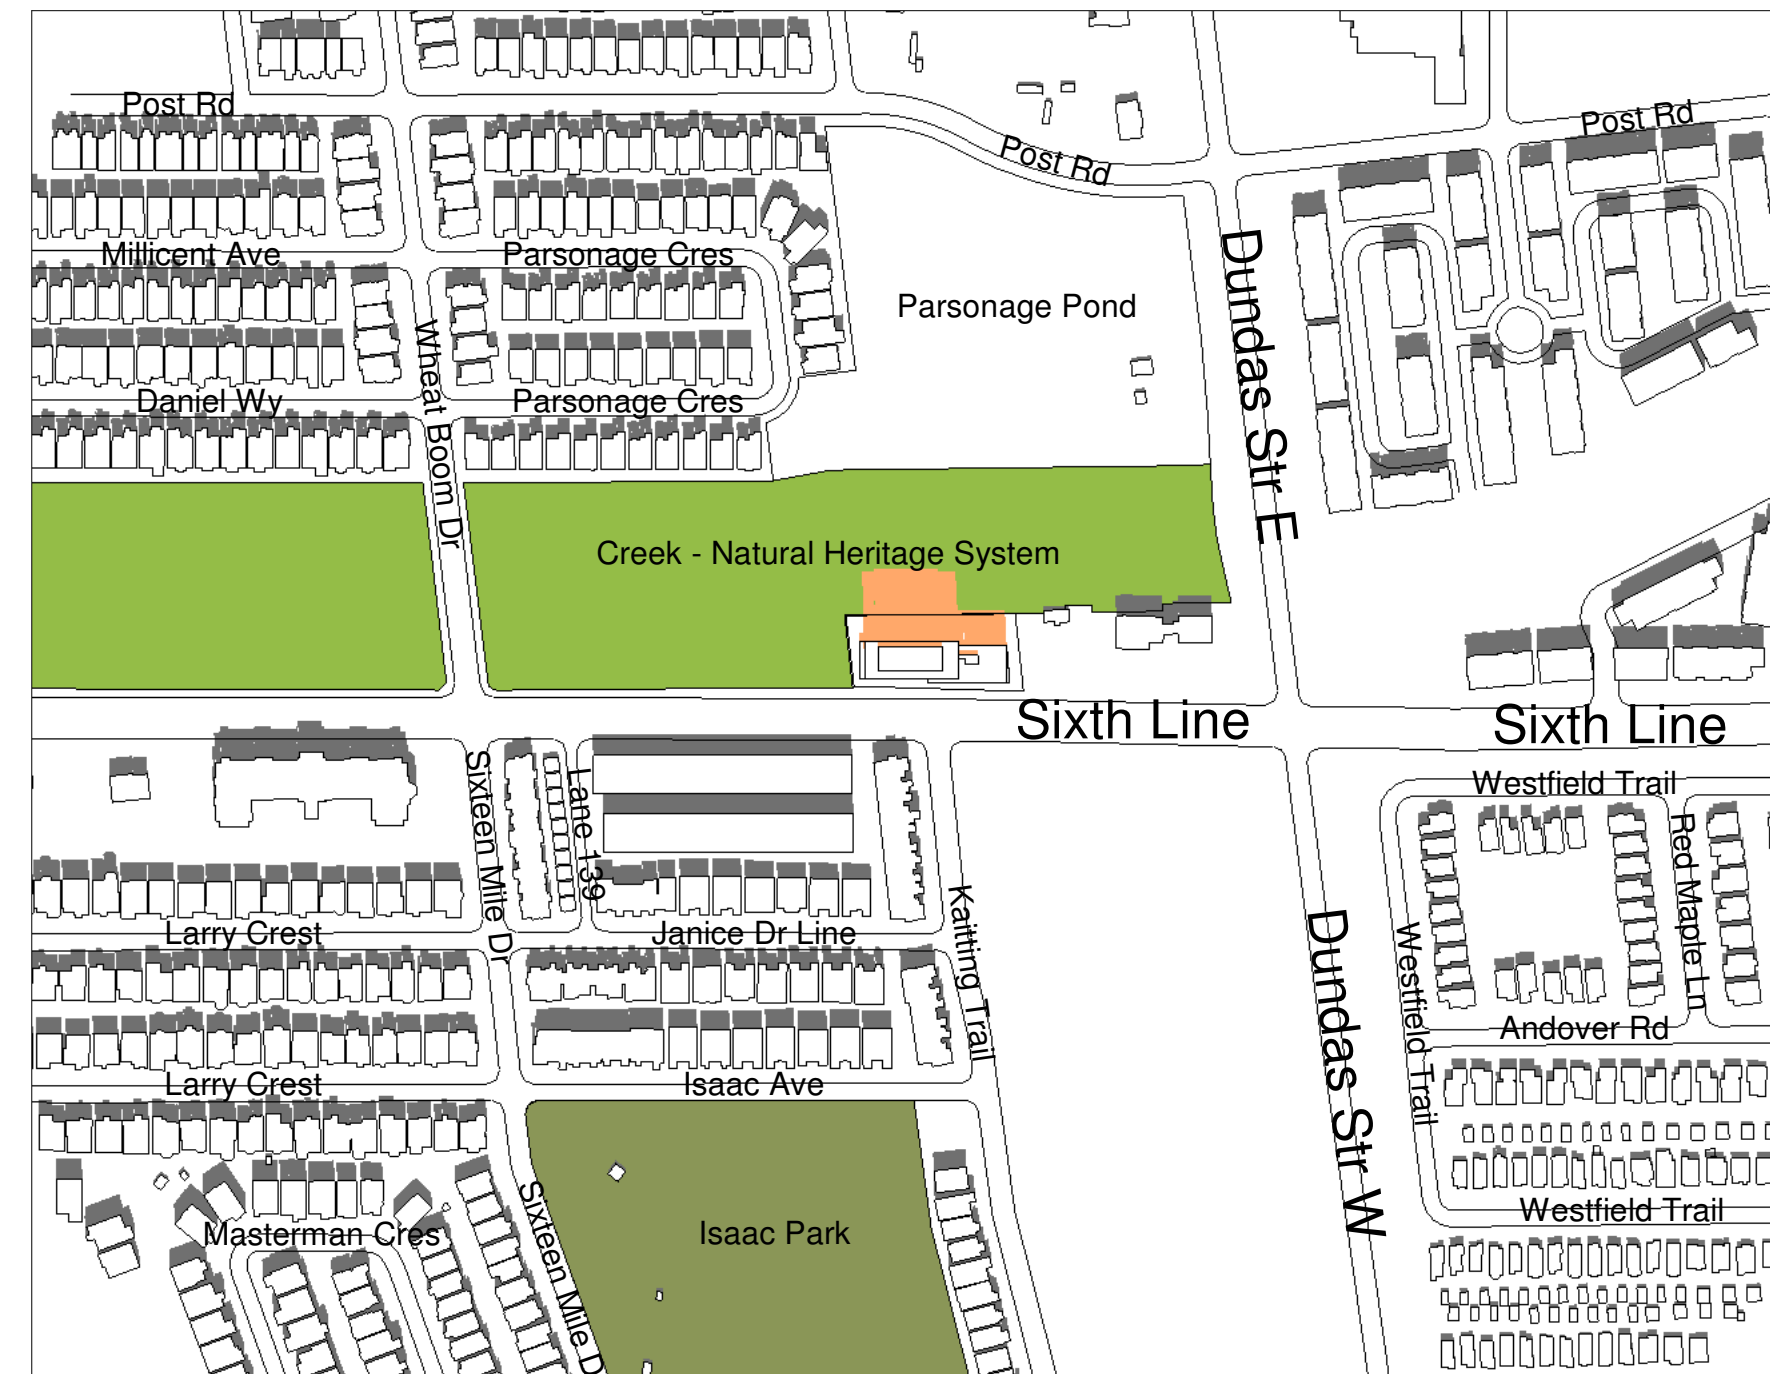 Post Rd
Post Rd
Post Rd
Millicent Ave
Parsonage Cres
Dundas Str E
Parsonage Pond
Wheat Boom Dr
Daniel Wy
Parsonage Cres
Creek - Natural Heritage System
Sixth Line
Sixth Line
Sixteen Mile Dr
Lane 139
Westfield Trail
Red Maple Ln
Kaitting Trail
Larry Crest
Janice Dr Line
Dundas Str W
Westfield Trail
Andover Rd
Larry Crest
Isaac Ave
Sixteen Mile D
Masterman Cres
Isaac Park
Westfield Trail